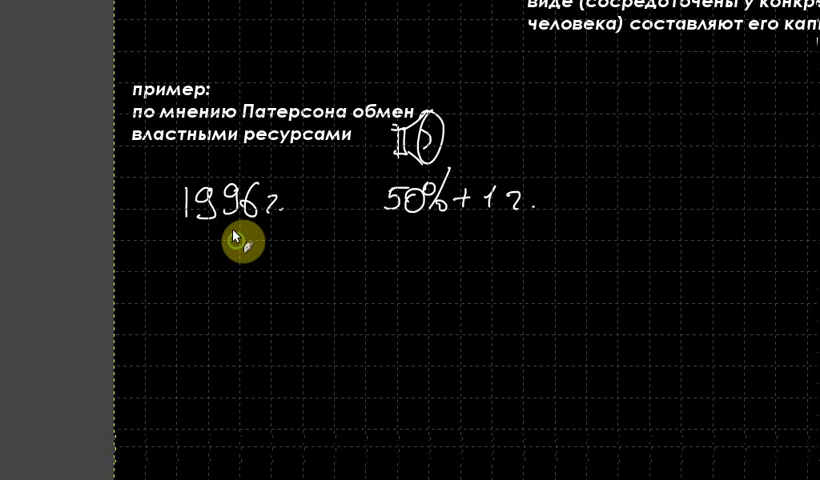 виде (сосредоточены у
человека) составляют его
пример:
по мнению Патерсона обмен
властными ресурсами
1996 г.
50% + 1 г.